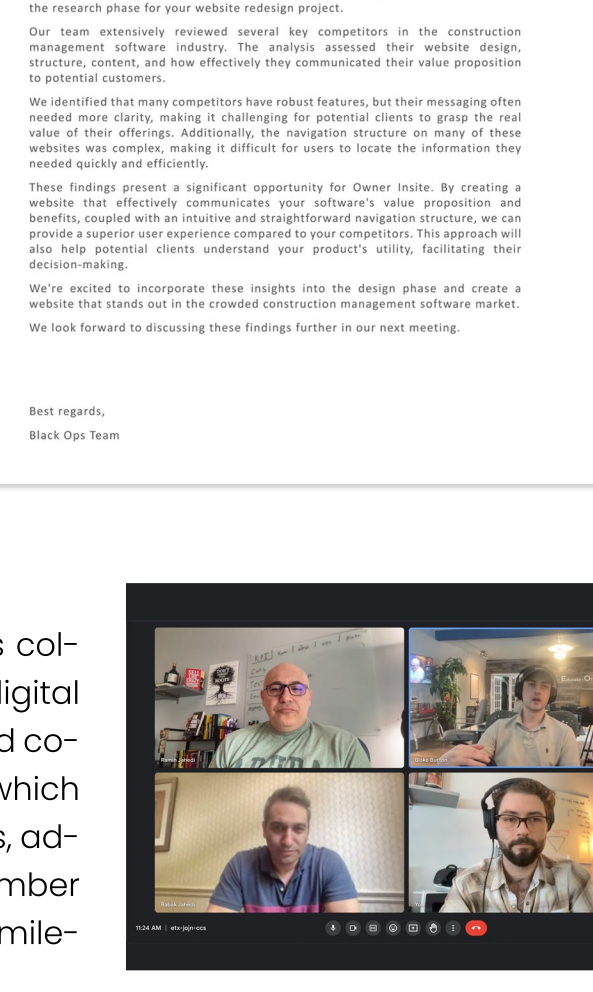 the research phase for your website redesign project.
Our team extensively reviewed several key competitors in the construction
management software industry. The analysis assessed their website design,
structure, content, and how effectively they communicated their value proposition
to potential customers.
We identified that many competitors have robust features, but their messaging often
needed more clarity, making it challenging for potential clients to grasp the real
value of their offerings. Additionally, the navigation structure on many of these
websites was complex, making it difficult for users to locate the information they
needed quickly and efficiently.
These findings present a significant opportunity for Owner Insite. By creating a
website that effectively communicates your software's value proposition and
benefits, coupled with an intuitive and straightforward navigation structure, we can
provide a superior user experience compared to your competitors. This approach will
also help potential clients understand your product's utility, facilitating their
decision-making.
We're excited to incorporate these insights into the design phase and create a
website that stands out in the crowded construction management software market.
We look forward to discussing these findings further in our next meeting.
Best regards,
Black Ops Team
s col-
digital
d co-
which
s, ad-
mber
mile-
Ramin Jahedi
Blake Burton
Babak Jahedi
11:24 AM | etx-jojn-ccs